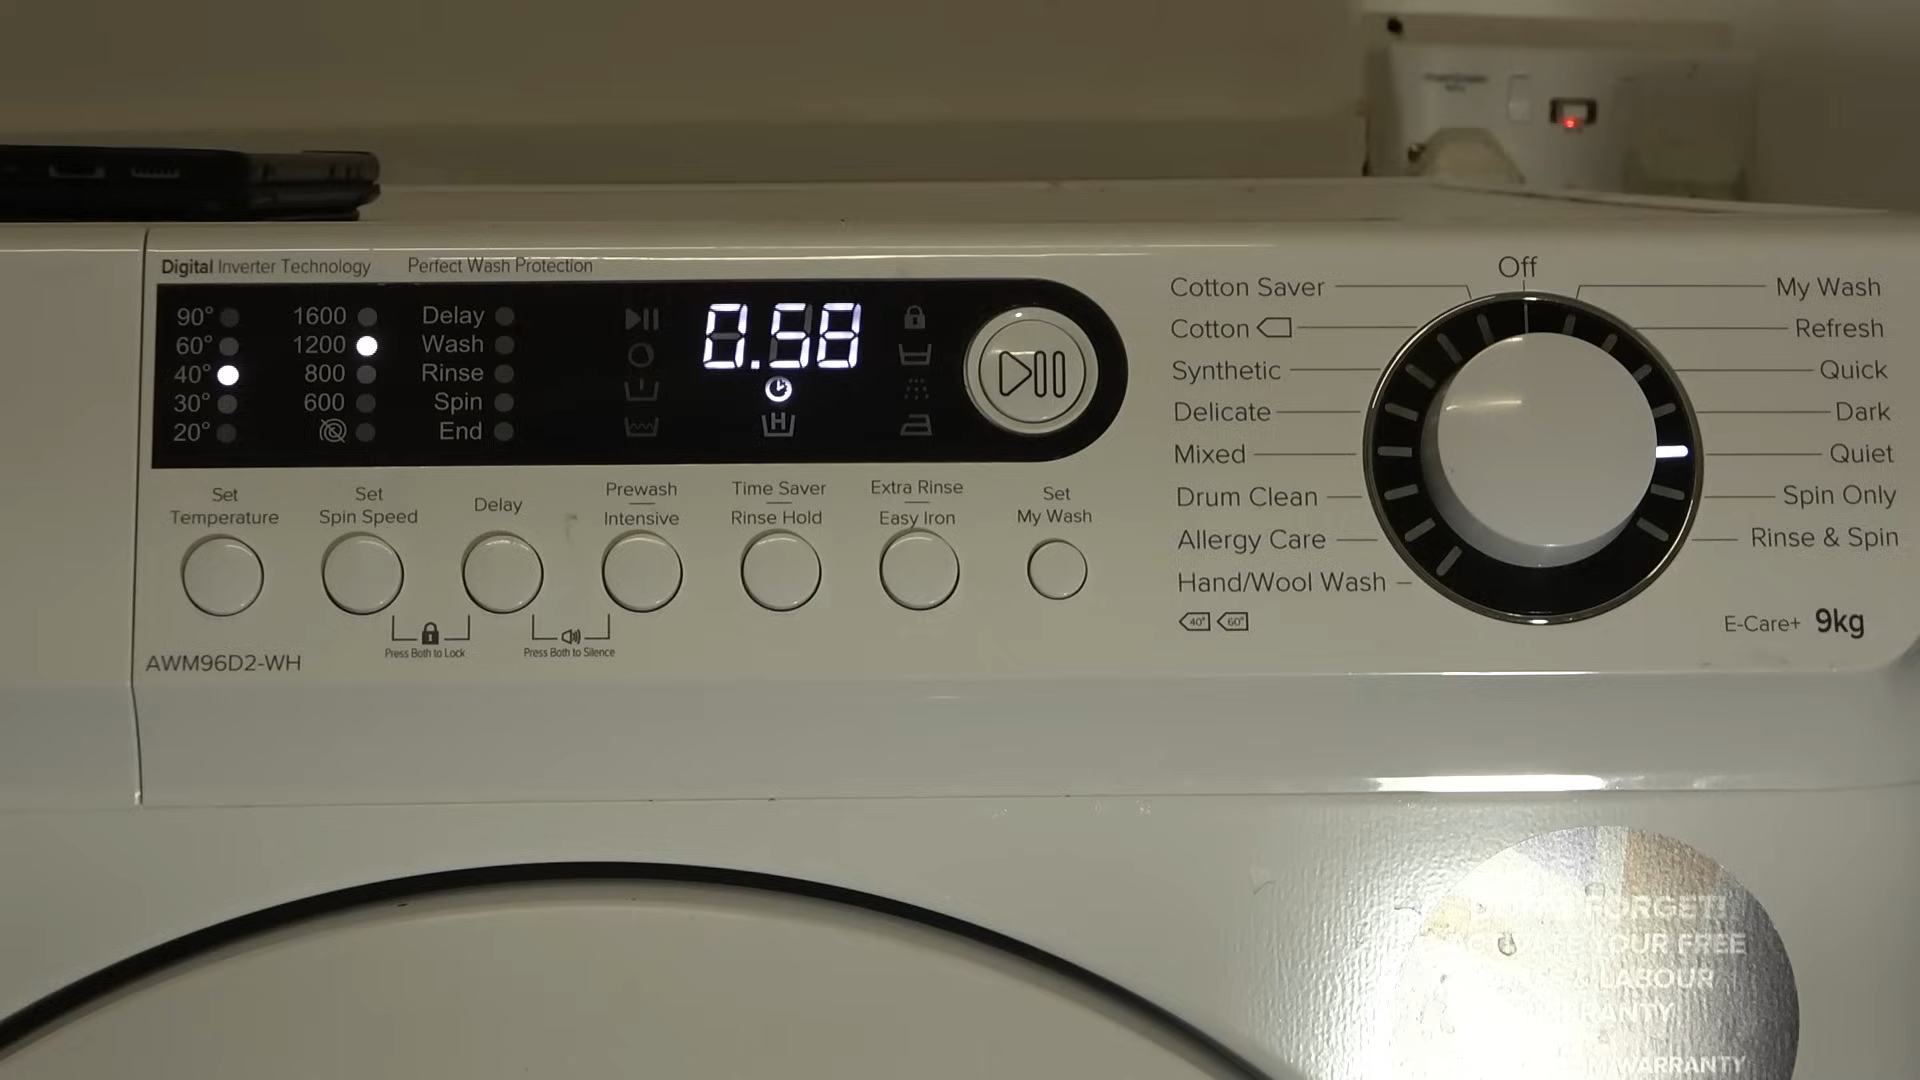 Digital Inverter Technology
Perfect Wash Protection
90°
60°
40°
30°
20°
1600
1200
800
600
Delay
Wash
Rinse
Spin
End
0.58
H
Set
Temperature
Set
Spin Speed
Delay
Prewash
Intensive
Time Saver
Rinse Hold
Extra Rinse
Easy Iron
Set
My Wash
Press Both to Lock
Press Both to Silence
AWM96D2-WH
Off
Cotton Saver
Cotton
Synthetic
Delicate
Mixed
Drum Clean
Allergy Care
Hand/Wool Wash
40° 60°
My Wash
Refresh
Quick
Dark
Quiet
Spin Only
Rinse & Spin
E-Care+ 9kg
YOUR FREE
LABOUR
WARRANTY